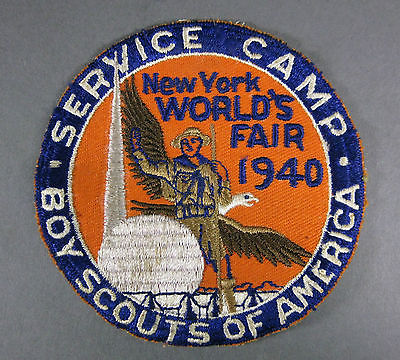 SERVICE CAMP
New York
WORLD'S
FAIR
1940
BOY SCOUTS OF AMERICA